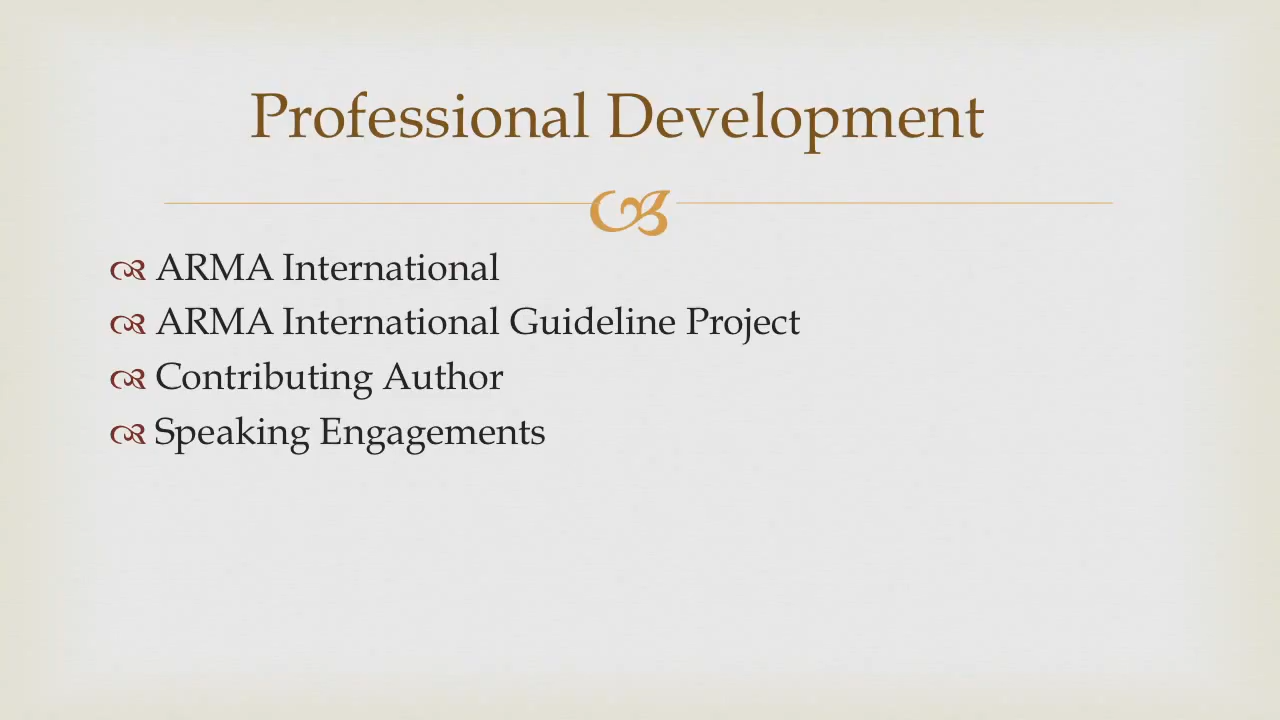 Professional Development
ARMA International
ARMA International Guideline Project
Contributing Author
Speaking Engagements